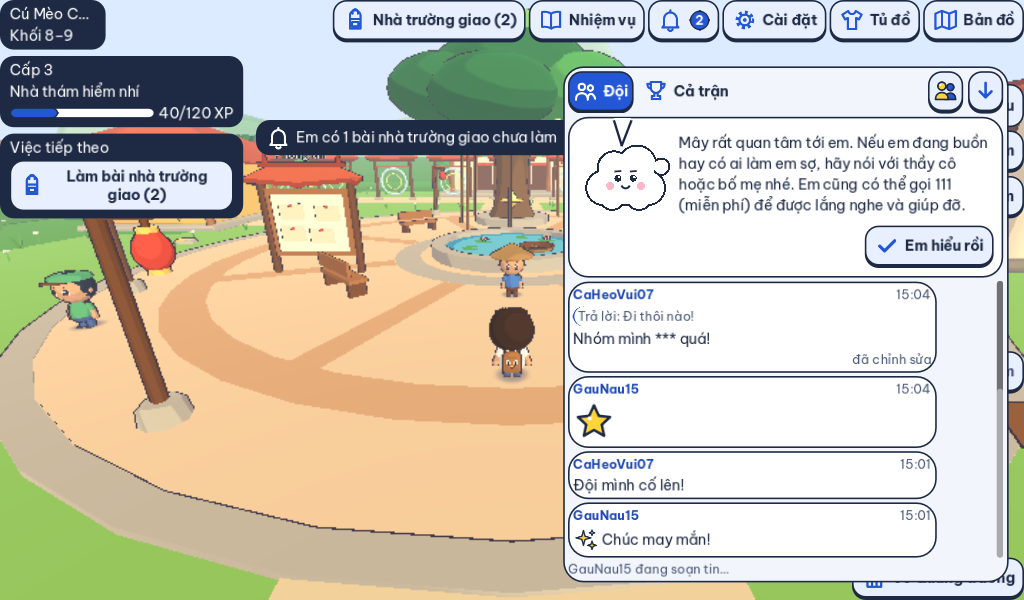 Cú Mèo C...
Khối 8-9
Nhà trường giao (2)
Nhiệm vụ
2
Cài đặt
Tủ đồ
Bản đồ
Cấp 3
Nhà thám hiểm nhí
40/120 XP
Việc tiếp theo
Làm bài nhà trường
giao (2)
Em có 1 bài nhà trường giao chưa làm
Đội
Cả trận
Mây rất quan tâm tới em. Nếu em đang buồn
hay có ai làm em sợ, hãy nói với thầy cô
hoặc bố mẹ nhé. Em cũng có thể gọi 111
(miễn phí) để được lắng nghe và giúp đỡ.
Em hiểu rồi
CaHeoVui07 15:04
Trả lời: Đi thôi nào!
Nhóm mình *** quá!
đã chỉnh sửa
GauNau15 15:04
CaHeoVui07 15:01
Đội mình cố lên!
GauNau15 15:01
Chúc may mắn!
GauNau15 đang soạn tin...